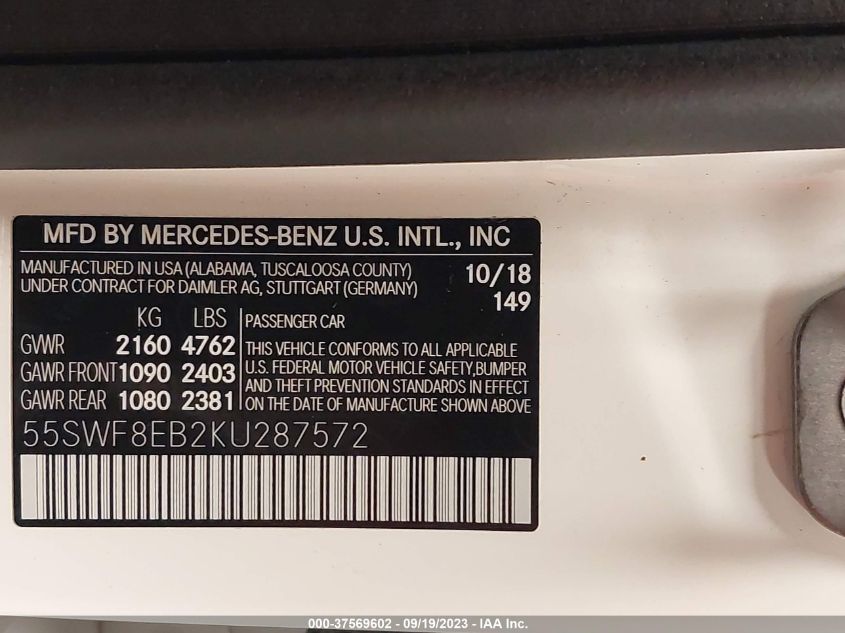 MFD BY MERCEDES-BENZ U.S. INTL., INC
MANUFACTURED IN USA (ALABAMA, TUSCALOOSA COUNTY)
UNDER CONTRACT FOR DAIMLER AG, STUTTGART (GERMANY)
10/18
149
KG LBS
GVWR 2160 4762
GAWR FRONT 1090 2403
GAWR REAR 1080 2381
PASSENGER CAR
THIS VEHICLE CONFORMS TO ALL APPLICABLE
U.S. FEDERAL MOTOR VEHICLE SAFETY,BUMPER
AND THEFT PREVENTION STANDARDS IN EFFECT
ON THE DATE OF MANUFACTURE SHOWN ABOVE
55SWF8EB2KU287572
000-37569602 - 09/19/2023 - IAA Inc.